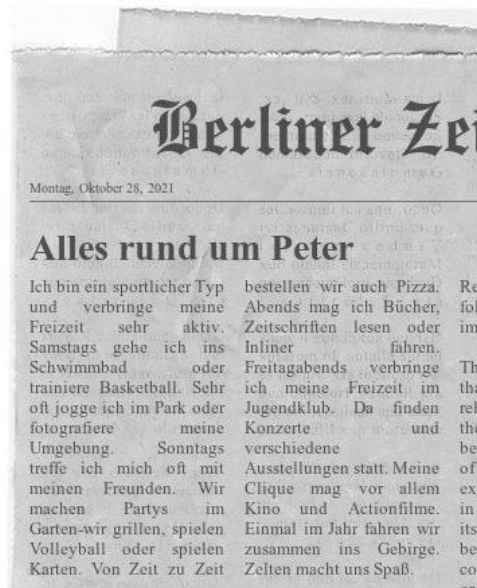 Berliner Zei
Montag, Oktober 28, 2021
Alles rund um Peter
Ich bin ein sportlicher Typ
und verbringe meine
Freizeit sehr aktiv.
Samstags gehe ich ins
Schwimmbad oder
trainiere Basketball. Sehr
oft jogge ich im Park oder
fotografiere meine
Umgebung. Sonntags
treffe ich mich oft mit
meinen Freunden. Wir
machen Partys im
Garten-wir grillen, spielen
Volleyball oder spielen
Karten. Von Zeit zu Zeit
bestellen wir auch Pizza.
Abends mag ich Bücher,
Zeitschriften lesen oder
Inliner fahren.
Freitagabends verbringe
ich meine Freizeit im
Jugendklub. Da finden
Konzerte und
verschiedene
Ausstellungen statt. Meine
Clique mag vor allem
Kino und Actionfilme.
Einmal im Jahr fahren wir
zusammen ins Gebirge.
Zelten macht uns Spaß.